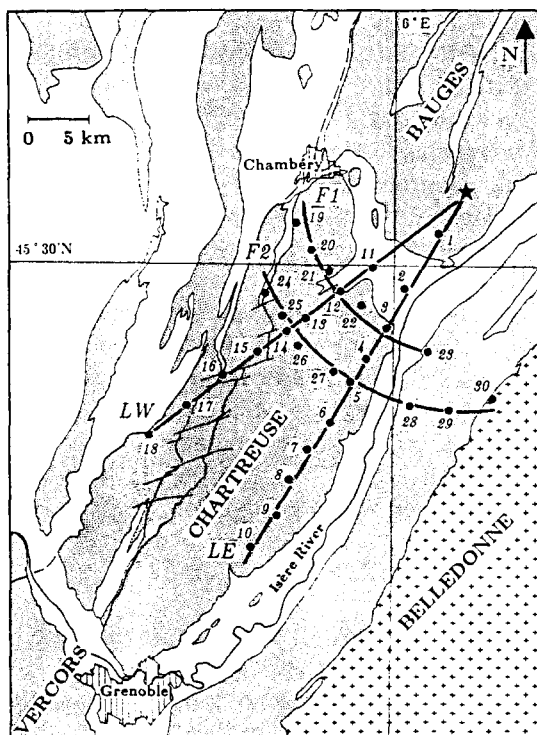 6°E
N
BAUGES
0 5 km
Chambéry
F1
19
1
45°30'N
20
F2
11
21
2
24
12
25
13
22
3
14
23
15
26
4
16
27
5
30
LW
17
28
29
6
18
7
CHARTREUSE
8
9
10
LE
Isère River
BELLEDONNE
VERCORS
Grenoble